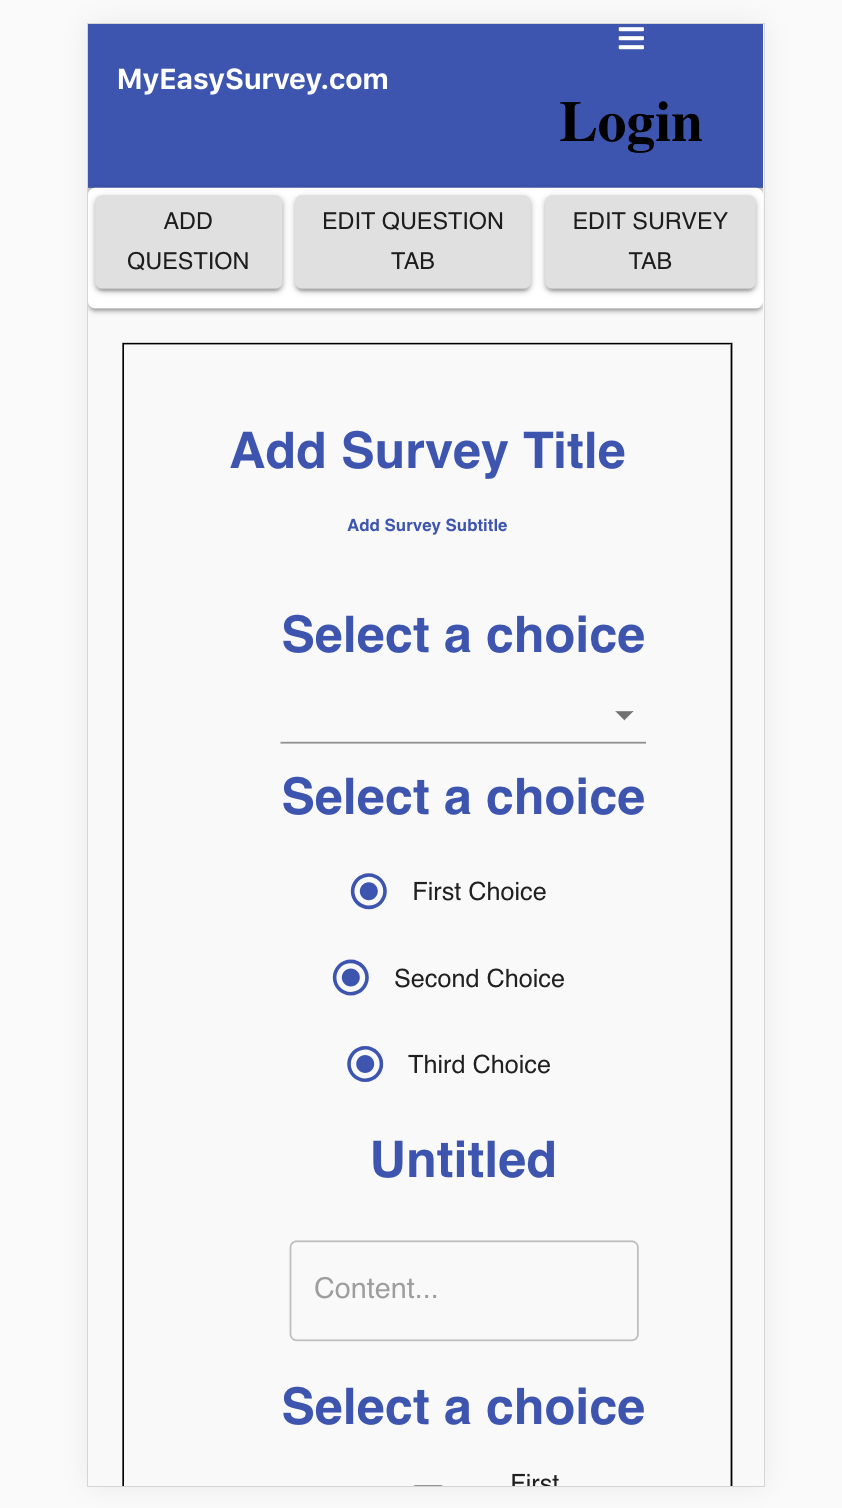 MyEasySurvey.com
Login
ADD
QUESTION
EDIT QUESTION
TAB
EDIT SURVEY
TAB
Add Survey Title
Add Survey Subtitle
Select a choice
Select a choice
First Choice
Second Choice
Third Choice
Untitled
Content...
Select a choice
First